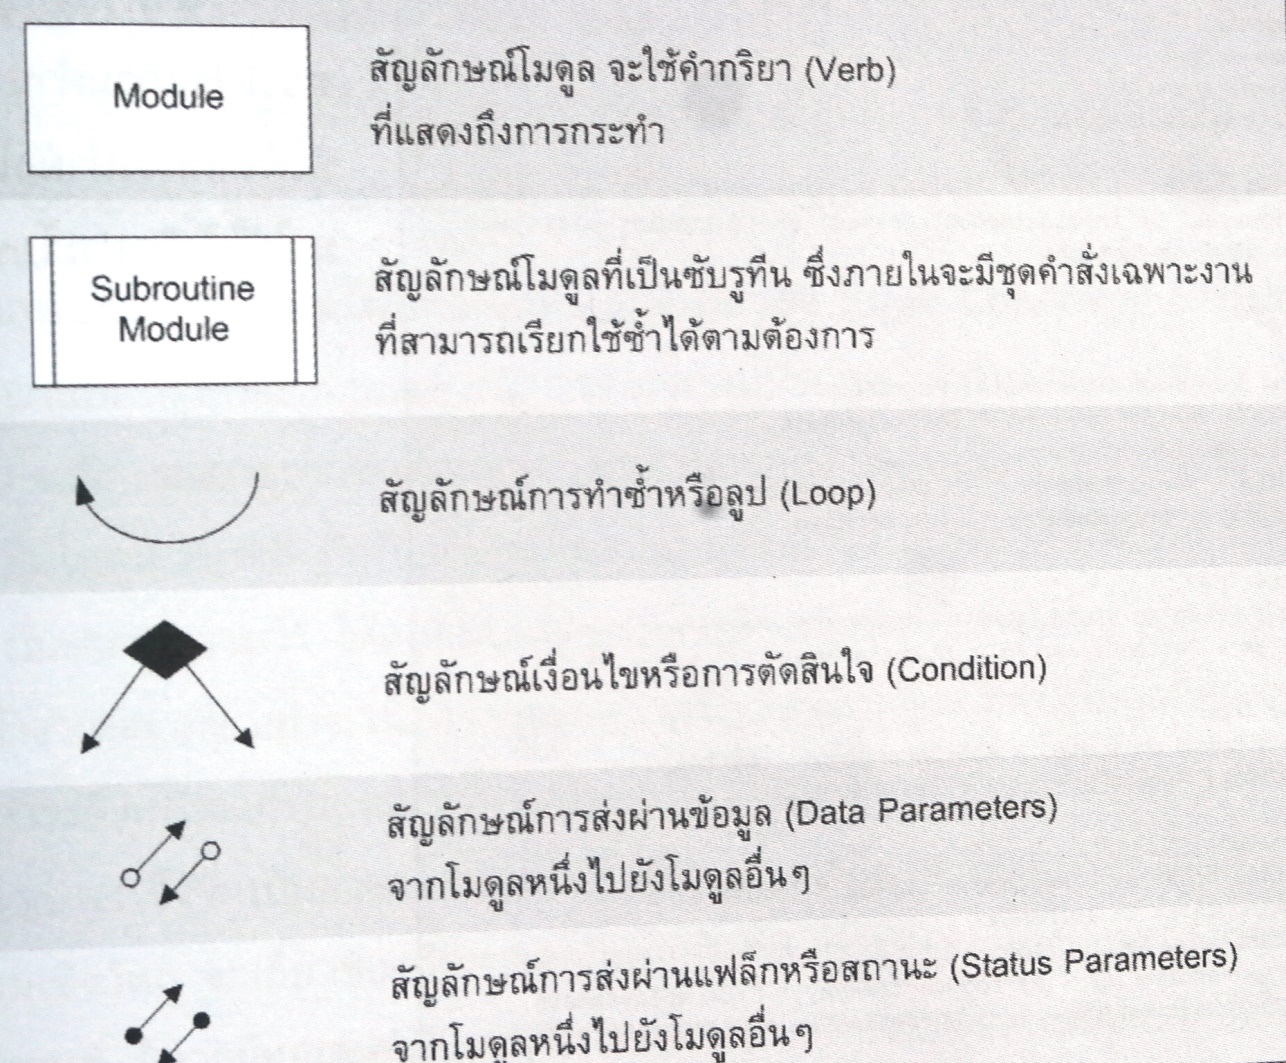 Module
สัญลักษณ์โมดูล จะใช้คำกริยา (Verb)
ที่แสดงถึงการกระทำ
Subroutine
Module
สัญลักษณ์โมดูลที่เป็นซับรูทีน ซึ่งภายในจะมีชุดคำสั่งเฉพาะงาน
ที่สามารถเรียกใช้ซ้ำได้ตามต้องการ
สัญลักษณ์การทำซ้ำหรือลูป (Loop)
สัญลักษณ์เงื่อนไขหรือการตัดสินใจ (Condition)
สัญลักษณ์การส่งผ่านข้อมูล (Data Parameters)
จากโมดูลหนึ่งไปยังโมดูลอื่นๆ
สัญลักษณ์การส่งผ่านแฟล็กหรือสถานะ (Status Parameters)
จากโมดูลหนึ่งไปยังโมดูลอื่นๆ